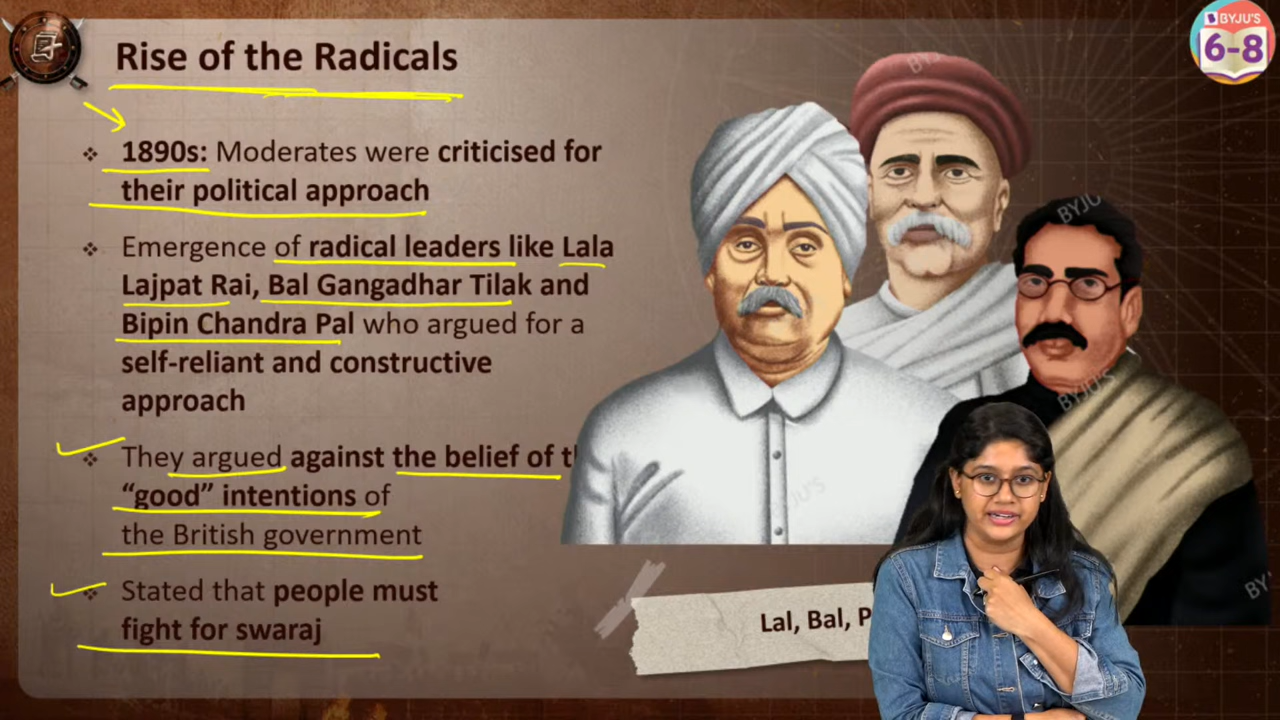 BYJU'S
6-8
Rise of the Radicals
1890s: Moderates were criticised for
their political approach
Emergence of radical leaders like Lala
Lajpat Rai, Bal Gangadhar Tilak and
Bipin Chandra Pal who argued for a
self-reliant and constructive
approach
They argued against the belief of
“good” intentions of
the British government
Stated that people must
fight for swaraj
Lal, Bal, P
BYJU'S